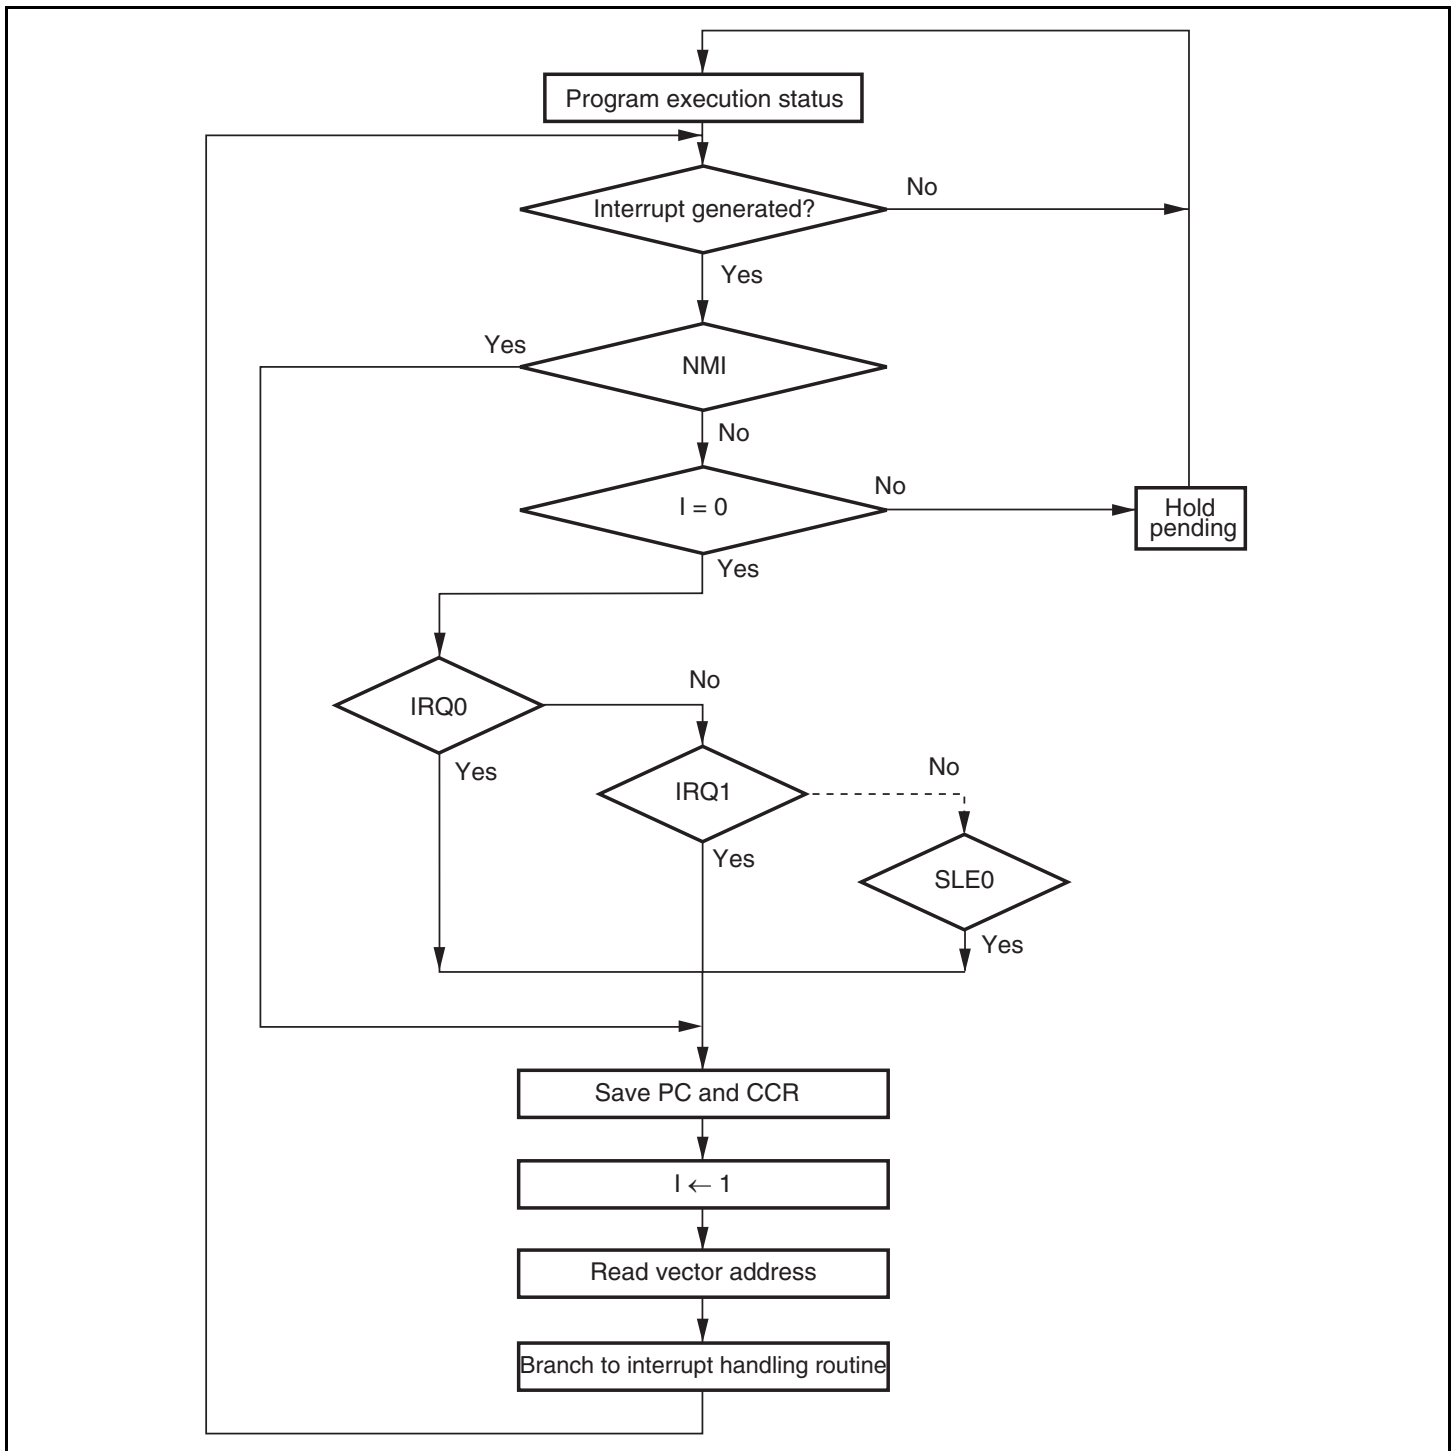 Program execution status
Interrupt generated?
No
Yes
Yes
NMI
No
I = 0
No
Hold
pending
Yes
IRQ0
No
Yes
IRQ1
No
Yes
SLE0
Yes
Save PC and CCR
I ← 1
Read vector address
Branch to interrupt handling routine